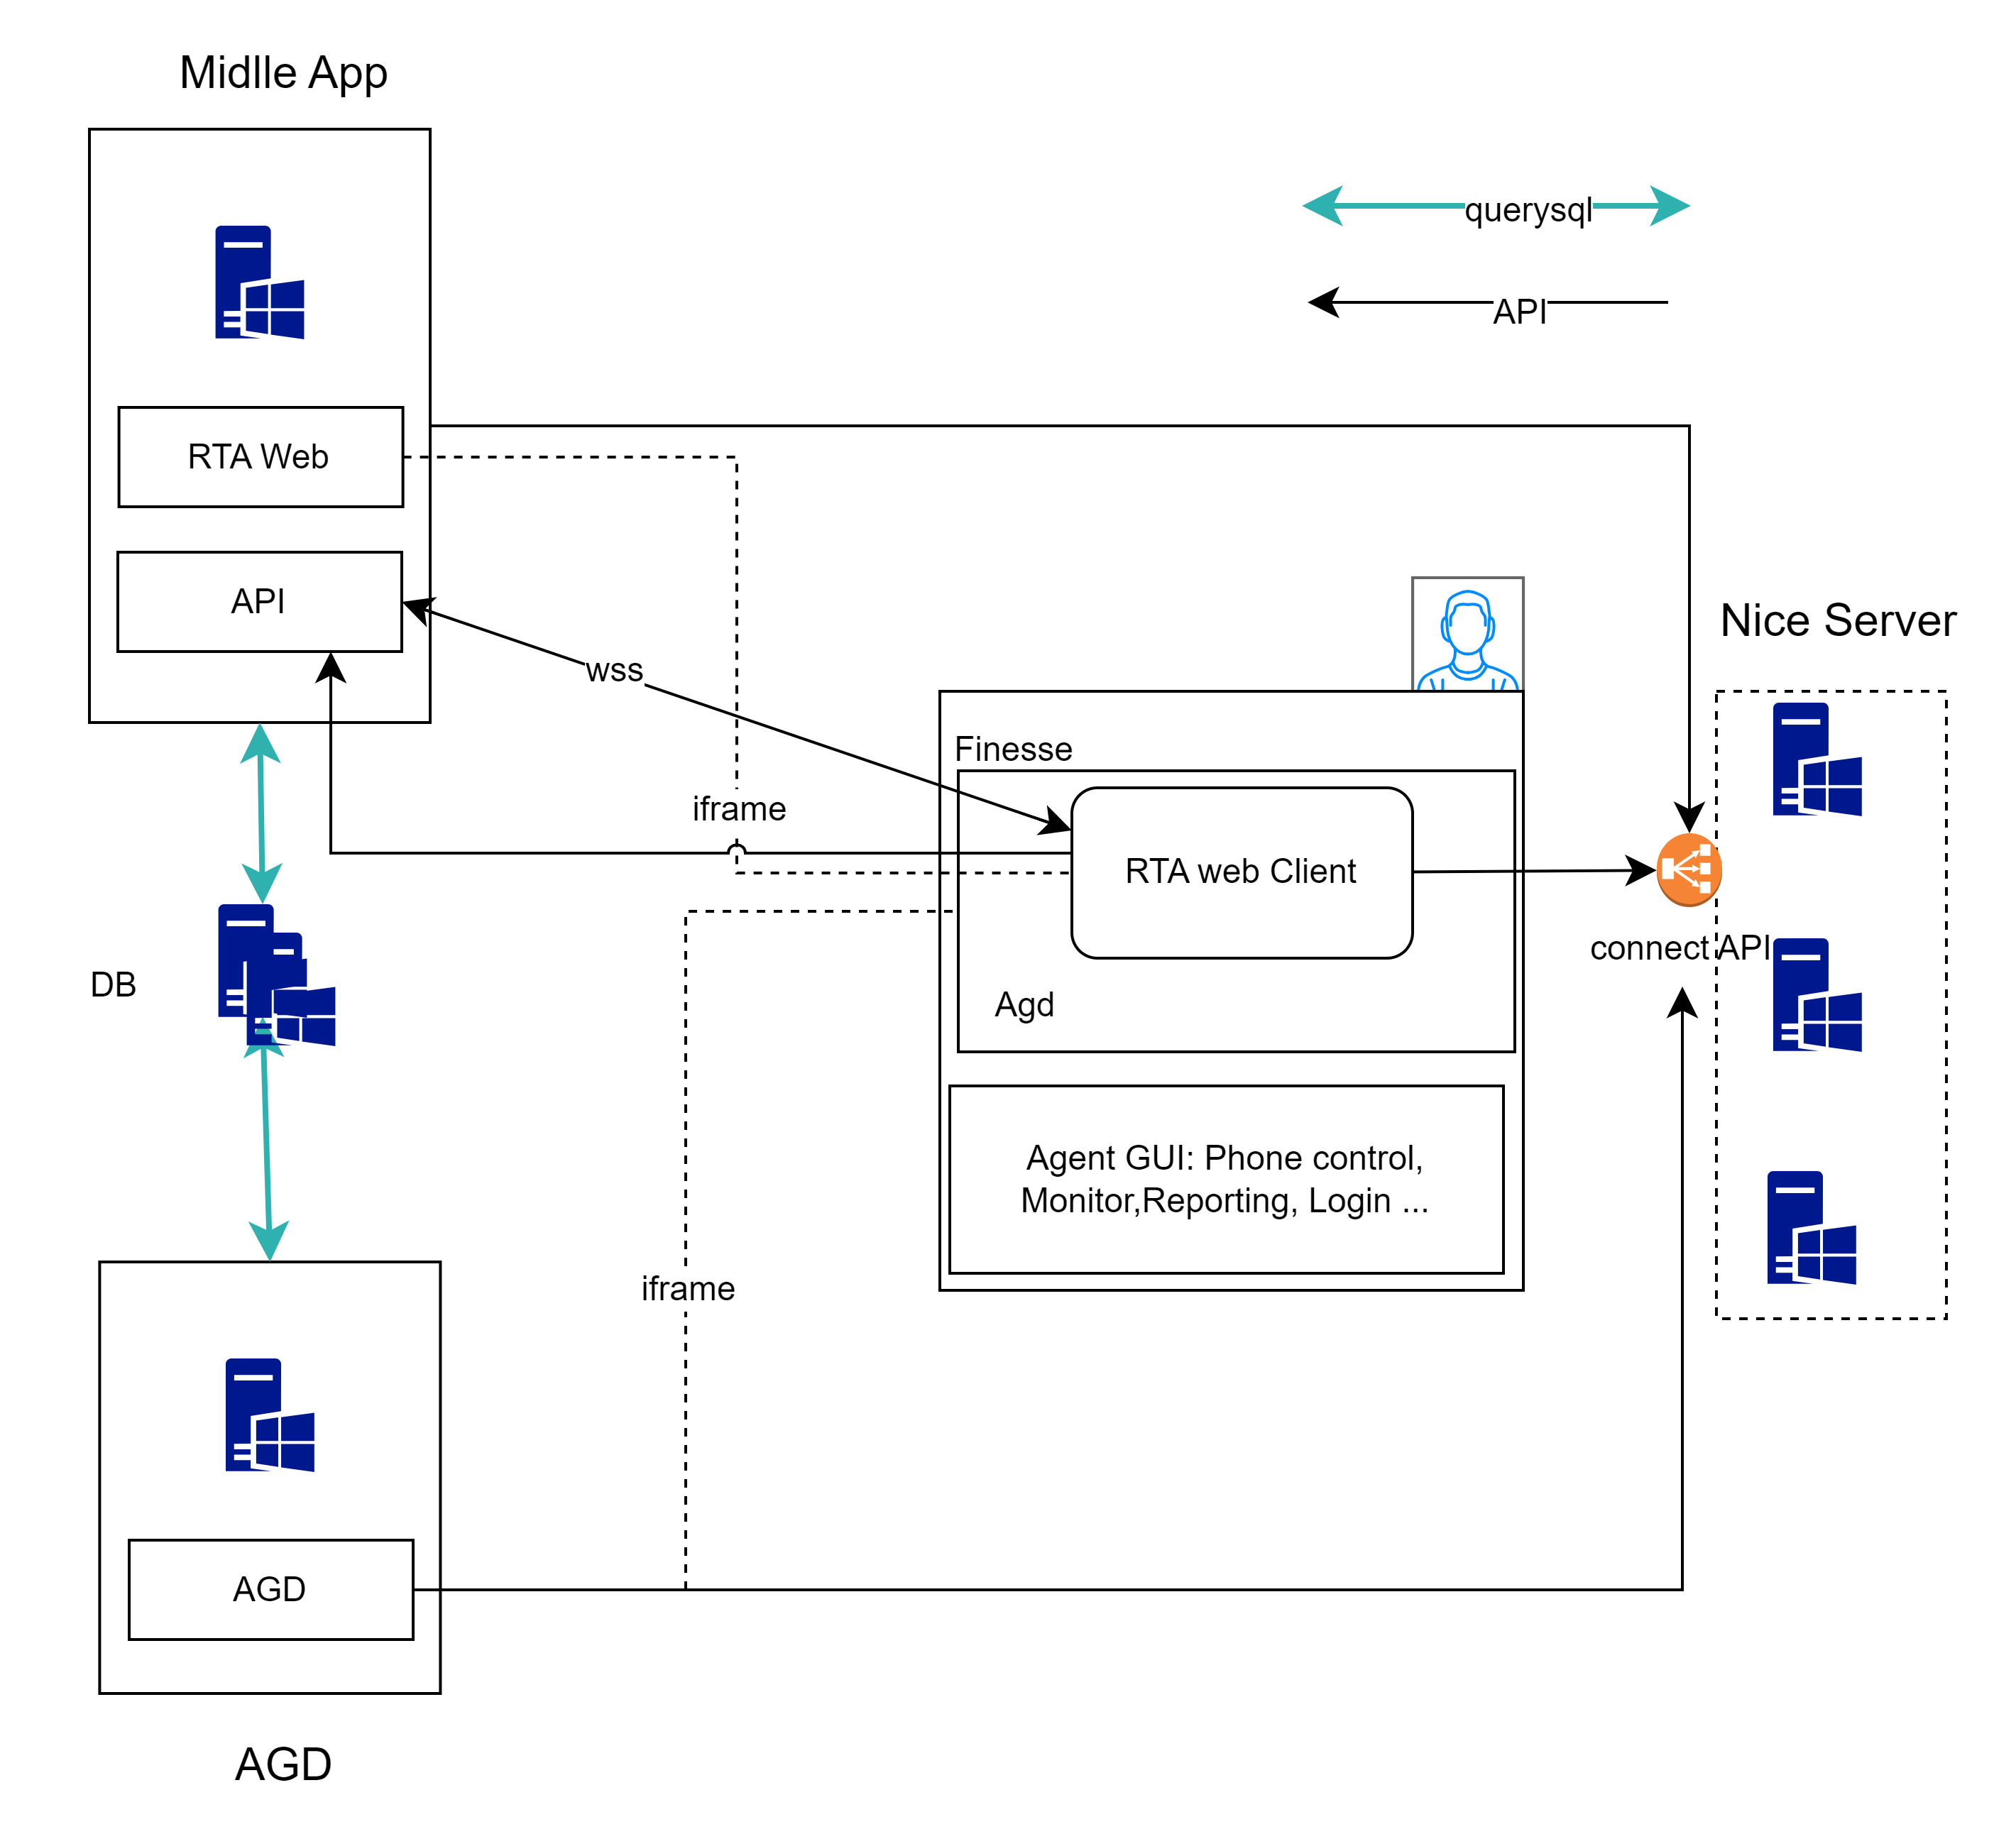 Midlle App
querysql
API
RTA Web
API
wss
Nice Server
Finesse
iframe
RTA web Client
connect API
DB
Agd
Agent GUI: Phone control,
Monitor,Reporting, Login ...
iframe
AGD
AGD